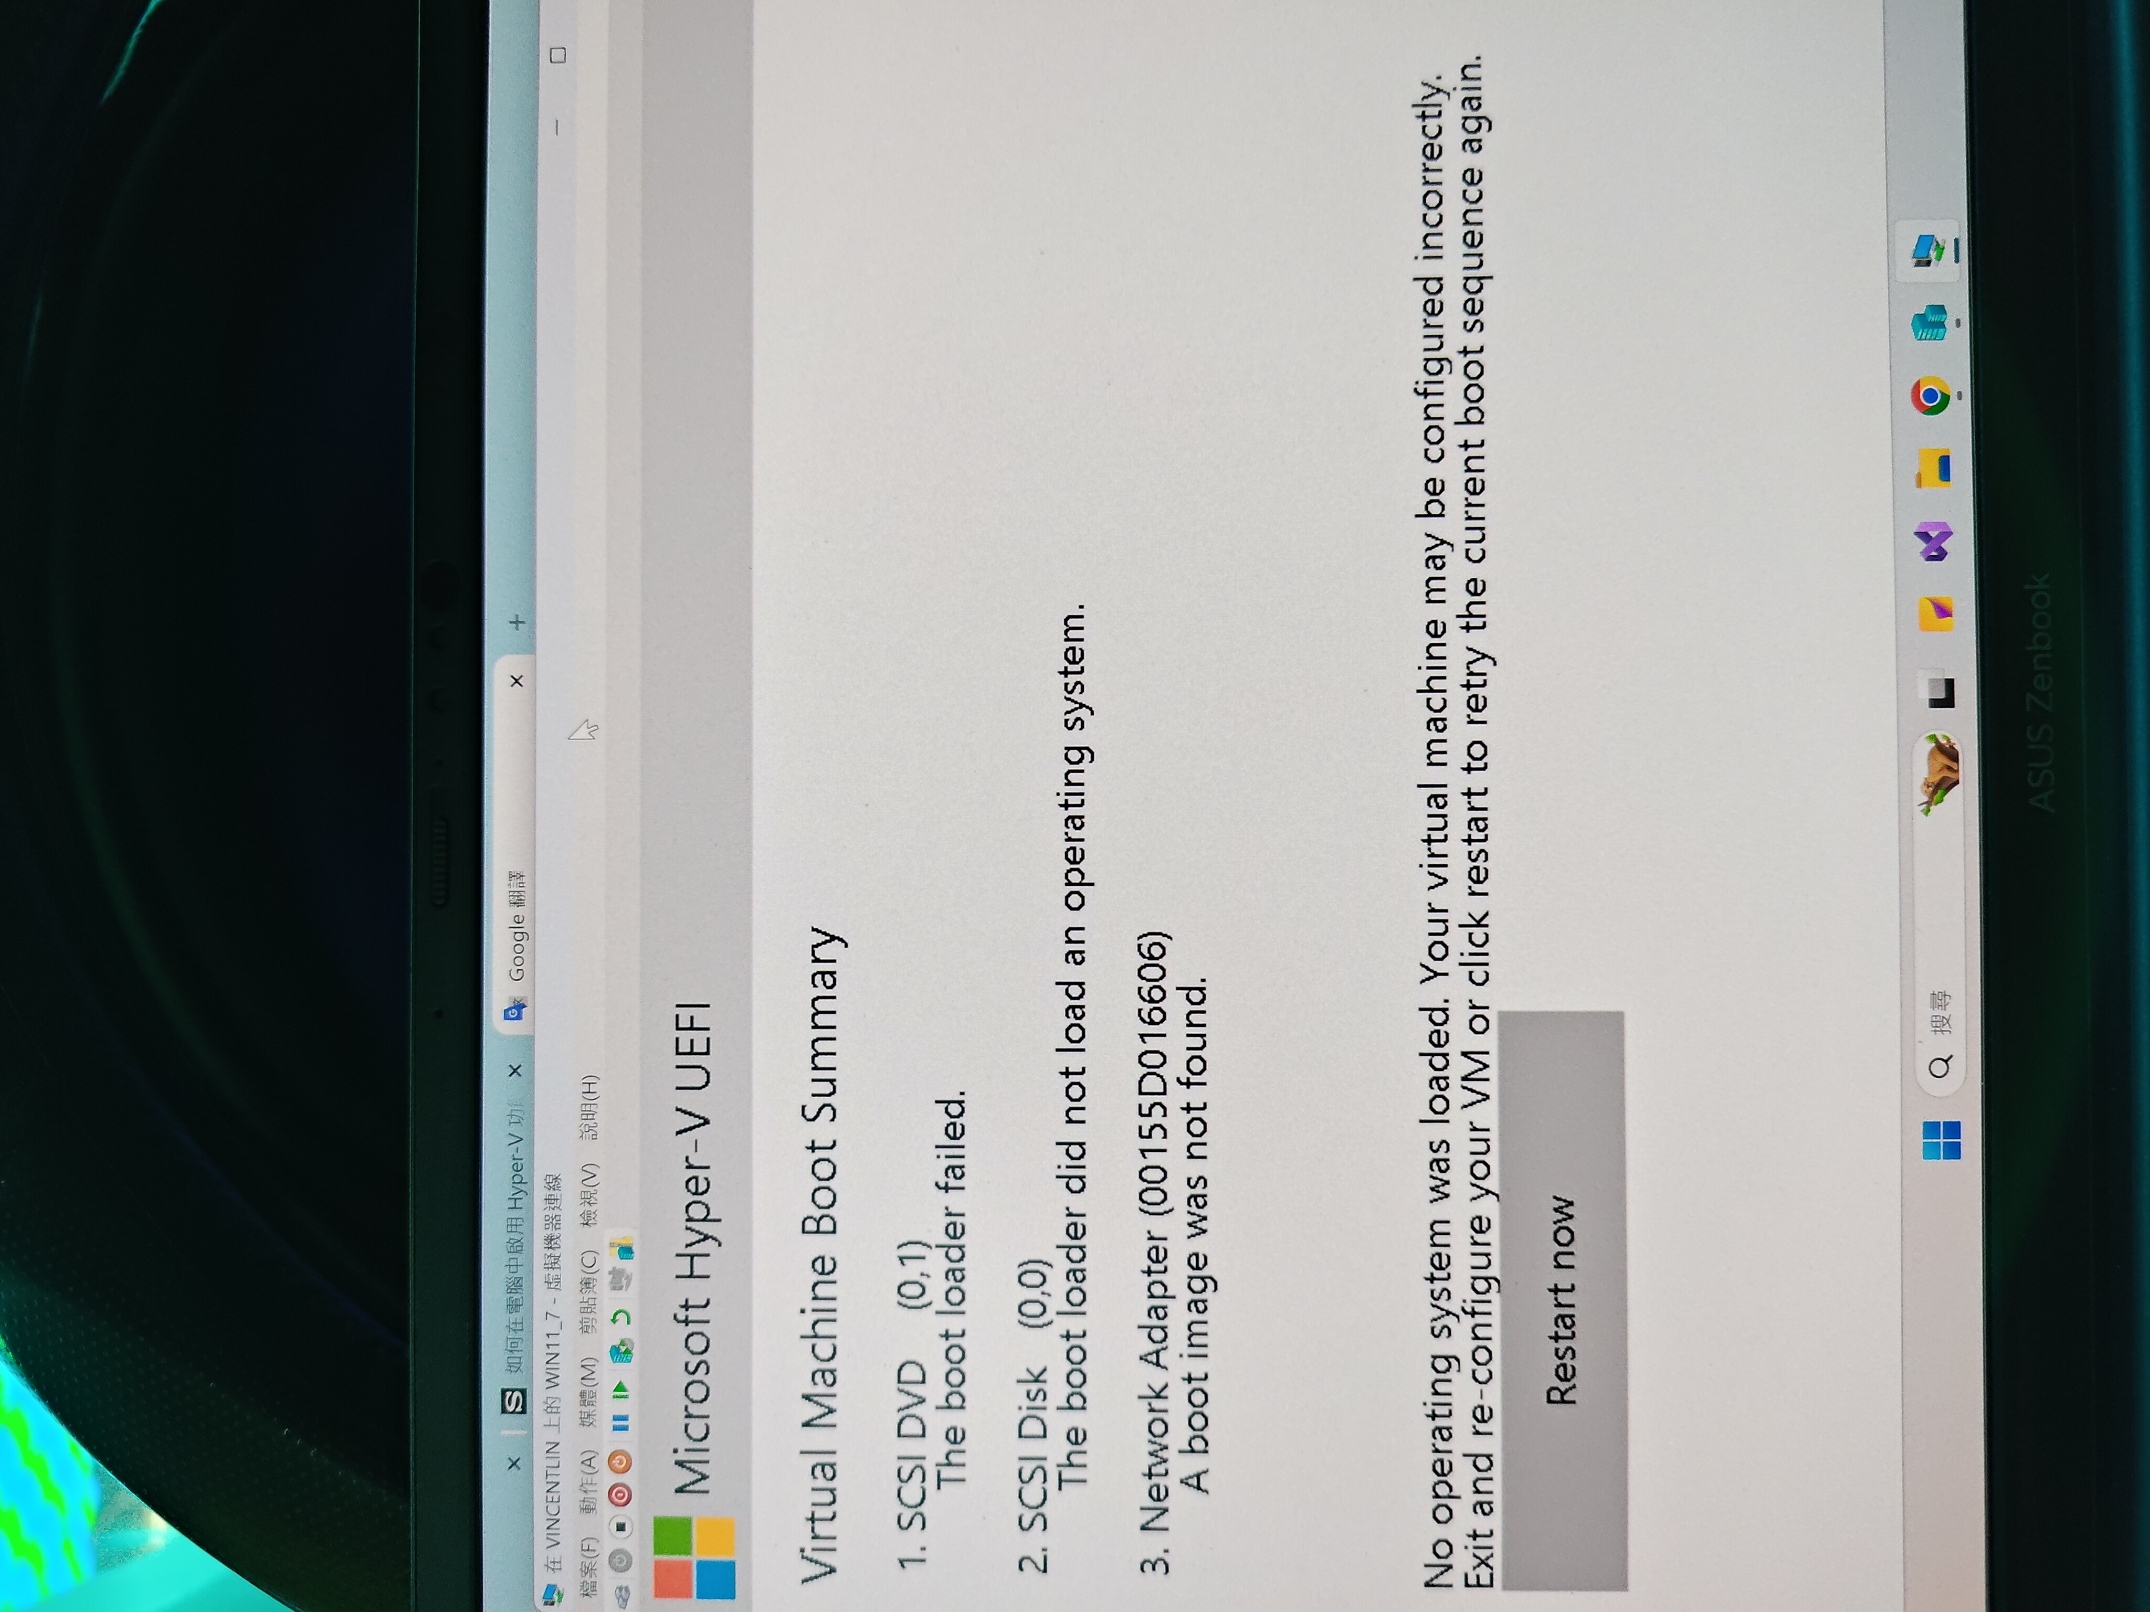 如何在電腦中啟用 Hyper-V 功
Google 翻譯
在 VINCENTLIN 上的 WIN11_7 - 虛擬機器連線
檔案(F) 動作(A) 媒體(M) 剪貼簿(C) 檢視(V) 說明(H)
Microsoft Hyper-V UEFI
Virtual Machine Boot Summary
1. SCSI DVD (0,1)
The boot loader failed.
2. SCSI Disk (0,0)
The boot loader did not load an operating system.
3. Network Adapter (00155D016606)
A boot image was not found.
No operating system was loaded. Your virtual machine may be configured incorrectly.
Exit and re-configure your VM or click restart to retry the current boot sequence again.
Restart now
搜尋
ASUS Zenbook